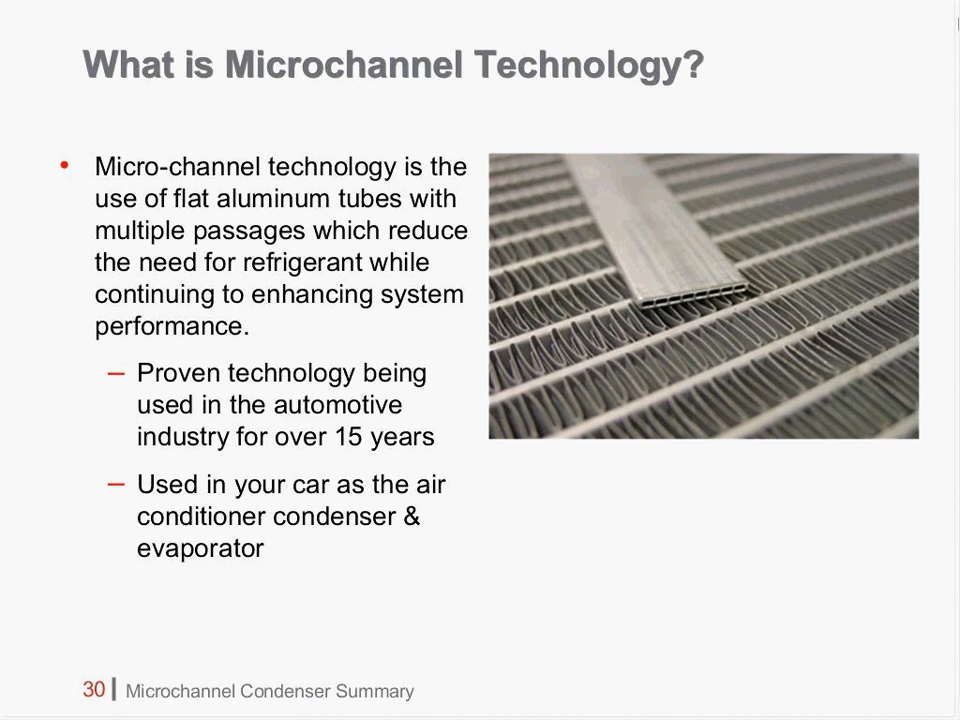 What is Microchannel Technology?
• Micro-channel technology is the
use of flat aluminum tubes with
multiple passages which reduce
the need for refrigerant while
continuing to enhancing system
performance.
– Proven technology being
used in the automotive
industry for over 15 years
– Used in your car as the air
conditioner condenser &
evaporator
30 | Microchannel Condenser Summary